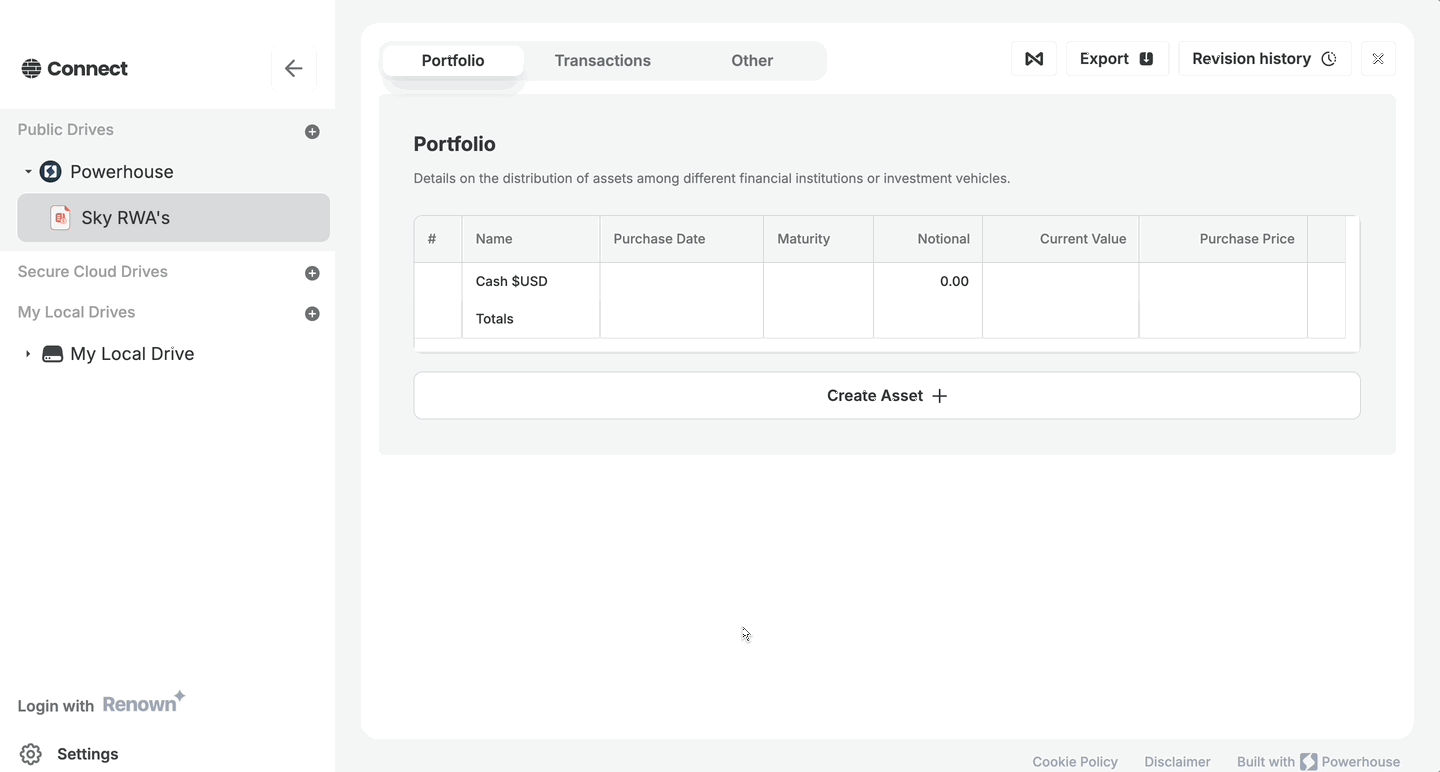 Connect
Public Drives
Powerhouse
Sky RWA's
Secure Cloud Drives
My Local Drives
My Local Drive
Login with Renown
Settings
Portfolio Transactions Other
Export Revision history
Portfolio
Details on the distribution of assets among different financial institutions or investment vehicles.
# Name Purchase Date Maturity Notional Current Value Purchase Price
Cash $USD 0.00
Totals
Create Asset
Cookie Policy Disclaimer Built with Powerhouse